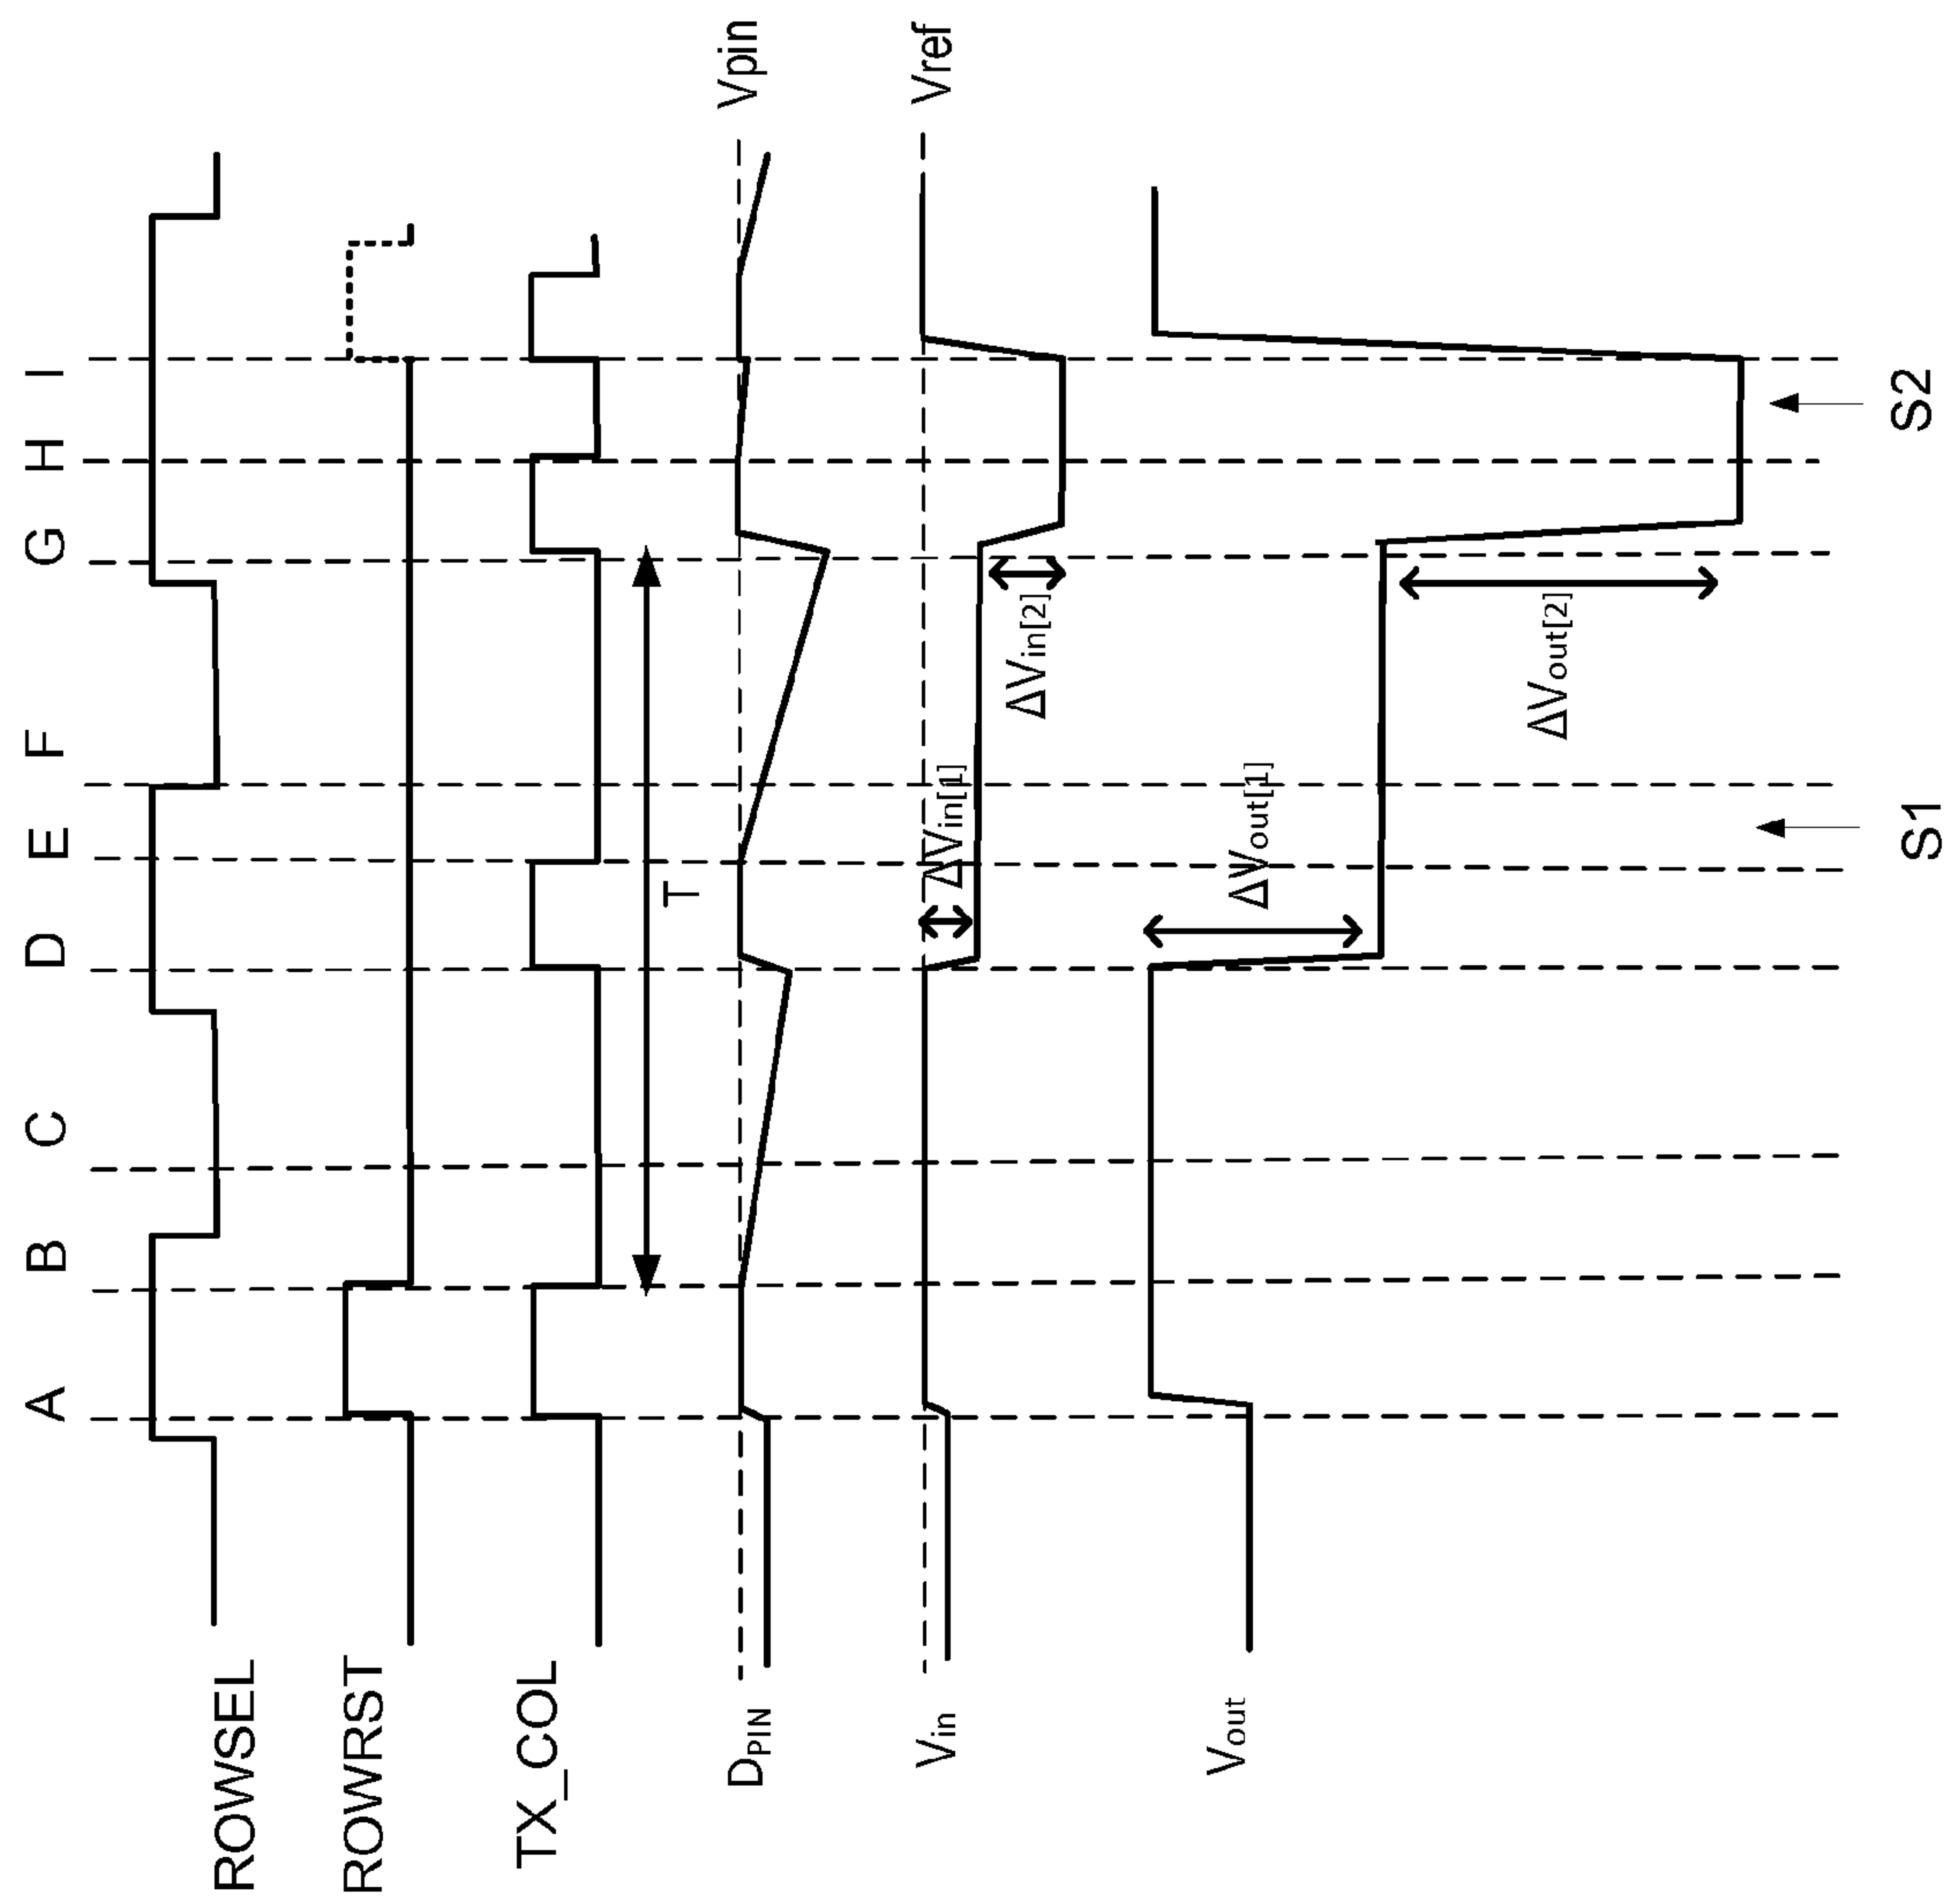 A B C D E F G H I
ROWSEL
ROWRST
TX_COL
T
DPIN
Vpin
Vin
Vref
ΔVin[1]
ΔVin[2]
Vout
ΔVout[1]
ΔVout[2]
S1
S2